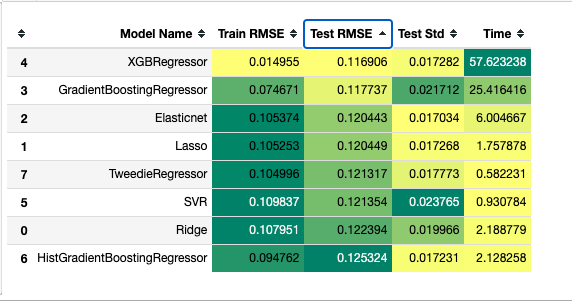 Model Name Train RMSE Test RMSE Test Std Time
4 XGBRegressor 0.014955 0.116906 0.017282 57.623238
3 GradientBoostingRegressor 0.074671 0.117737 0.021712 25.416416
2 Elasticnet 0.105374 0.120443 0.017034 6.004667
1 Lasso 0.105253 0.120449 0.017268 1.757878
7 TweedieRegressor 0.104996 0.121317 0.017773 0.582231
5 SVR 0.109837 0.121354 0.023765 0.930784
0 Ridge 0.107951 0.122394 0.019966 2.188779
6 HistGradientBoostingRegressor 0.094762 0.125324 0.017231 2.128258